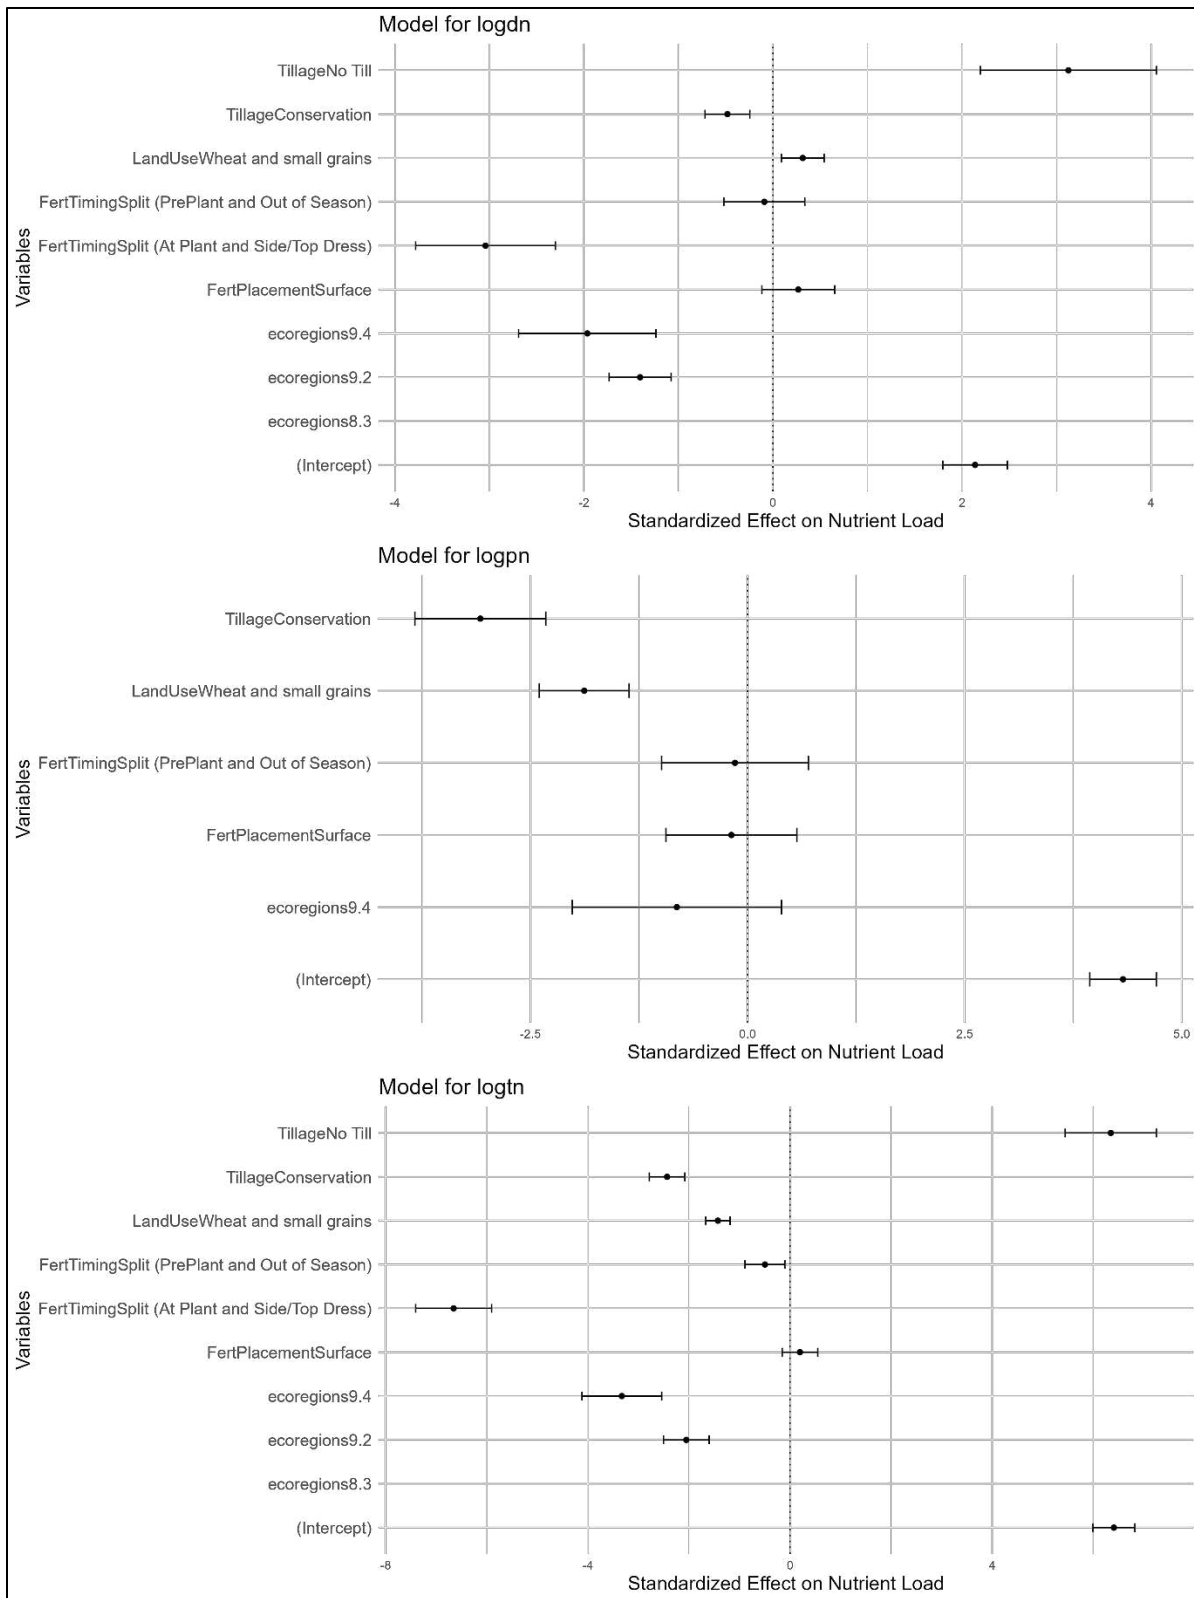 Model for logdn
Variables
TillageNo Till
TillageConservation
LandUseWheat and small grains
FertTimingSplit (PrePlant and Out of Season)
FertTimingSplit (At Plant and Side/Top Dress)
FertPlacementSurface
ecoregions9.4
ecoregions9.2
ecoregions8.3
(Intercept)
-4 -2 0 2 4
Standardized Effect on Nutrient Load
Model for logpn
Variables
TillageConservation
LandUseWheat and small grains
FertTimingSplit (PrePlant and Out of Season)
FertPlacementSurface
ecoregions9.4
(Intercept)
-2.5 0.0 2.5 5.0
Standardized Effect on Nutrient Load
Model for logtn
Variables
TillageNo Till
TillageConservation
LandUseWheat and small grains
FertTimingSplit (PrePlant and Out of Season)
FertTimingSplit (At Plant and Side/Top Dress)
FertPlacementSurface
ecoregions9.4
ecoregions9.2
ecoregions8.3
(Intercept)
-8 -4 0 4
Standardized Effect on Nutrient Load